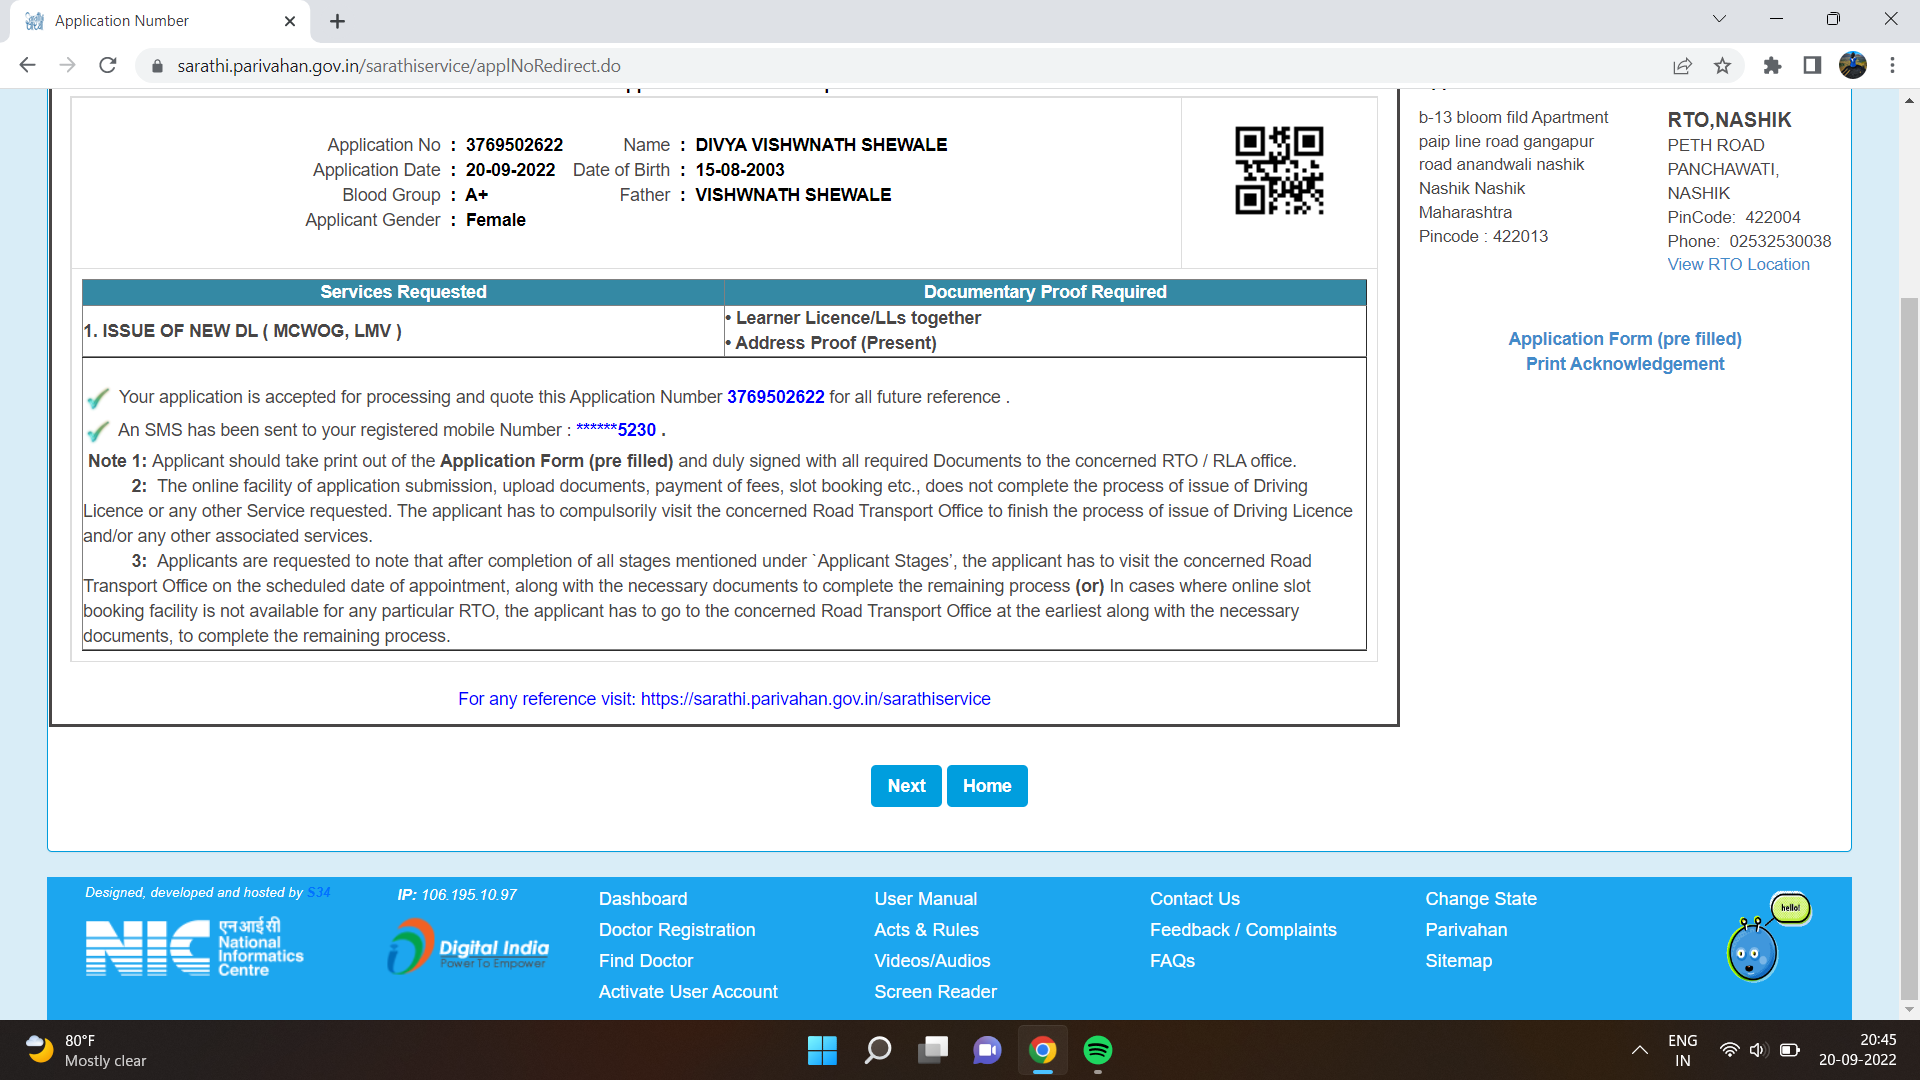 Application Number
sarathi.parivahan.gov.in/sarathiservice/applNoRedirect.do
Application No : 3769502622 Name : DIVYA VISHWNATH SHEWALE
Application Date : 20-09-2022 Date of Birth : 15-08-2003
Blood Group : A+ Father : VISHWNATH SHEWALE
Applicant Gender : Female
b-13 bloom fild Apartment
paip line road gangapur
road anandwali nashik
Nashik Nashik
Maharashtra
Pincode : 422013
RTO,NASHIK
PETH ROAD
PANCHAWATI,
NASHIK
PinCode: 422004
Phone: 02532530038
View RTO Location
Services Requested Documentary Proof Required
1. ISSUE OF NEW DL ( MCWOG, LMV )
• Learner Licence/LLs together
• Address Proof (Present)
Application Form (pre filled)
Print Acknowledgement
Your application is accepted for processing and quote this Application Number 3769502622 for all future reference .
An SMS has been sent to your registered mobile Number : ******5230 .
Note 1: Applicant should take print out of the Application Form (pre filled) and duly signed with all required Documents to the concerned RTO / RLA office.
2: The online facility of application submission, upload documents, payment of fees, slot booking etc., does not complete the process of issue of Driving
Licence or any other Service requested. The applicant has to compulsorily visit the concerned Road Transport Office to finish the process of issue of Driving Licence
and/or any other associated services.
3: Applicants are requested to note that after completion of all stages mentioned under `Applicant Stages’, the applicant has to visit the concerned Road
Transport Office on the scheduled date of appointment, along with the necessary documents to complete the remaining process (or) In cases where online slot
booking facility is not available for any particular RTO, the applicant has to go to the concerned Road Transport Office at the earliest along with the necessary
documents, to complete the remaining process.
For any reference visit: https://sarathi.parivahan.gov.in/sarathiservice
Next Home
Designed, developed and hosted by S34
NIC
एनआईसी
National
Informatics
Centre
IP: 106.195.10.97
Digital India
Power To Empower
Dashboard
Doctor Registration
Find Doctor
Activate User Account
User Manual
Acts & Rules
Videos/Audios
Screen Reader
Contact Us
Feedback / Complaints
FAQs
Change State
Parivahan
Sitemap
hello!
80°F
Mostly clear
ENG
IN
20:45
20-09-2022